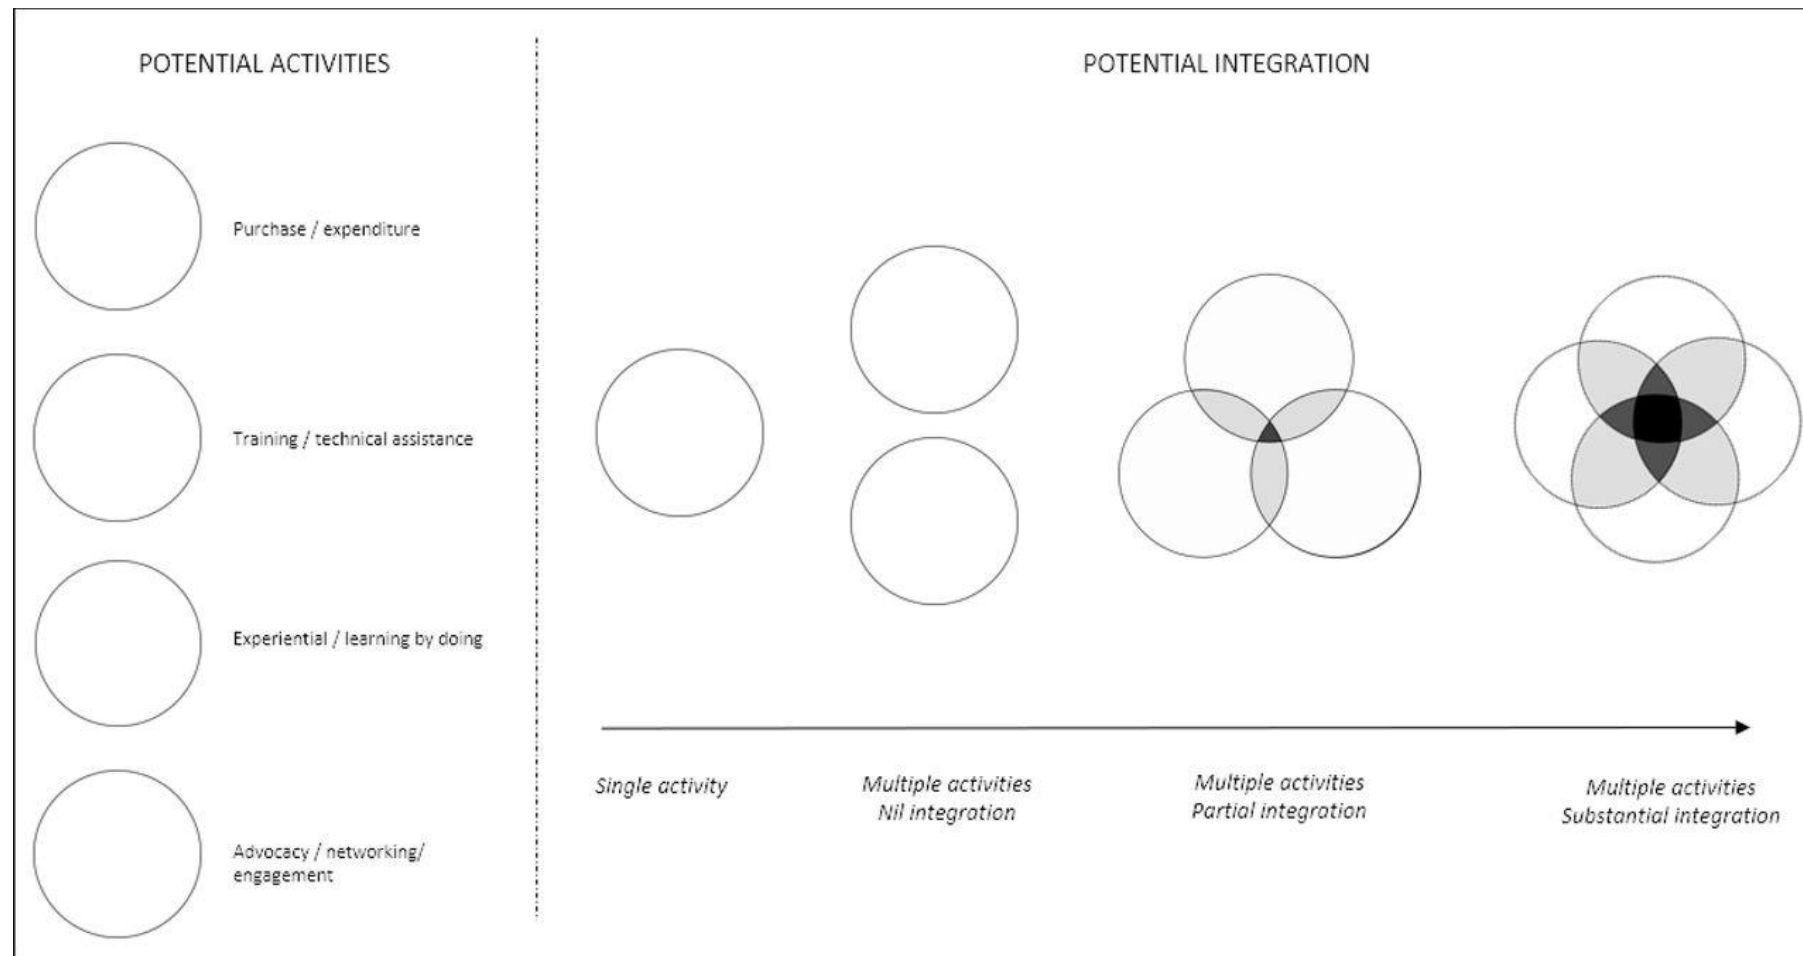 POTENTIAL ACTIVITIES
Purchase / expenditure
Training / technical assistance
Experiential / learning by doing
Advocacy / networking/
engagement
POTENTIAL INTEGRATION
Single activity
Multiple activities
Nil integration
Multiple activities
Partial integration
Multiple activities
Substantial integration